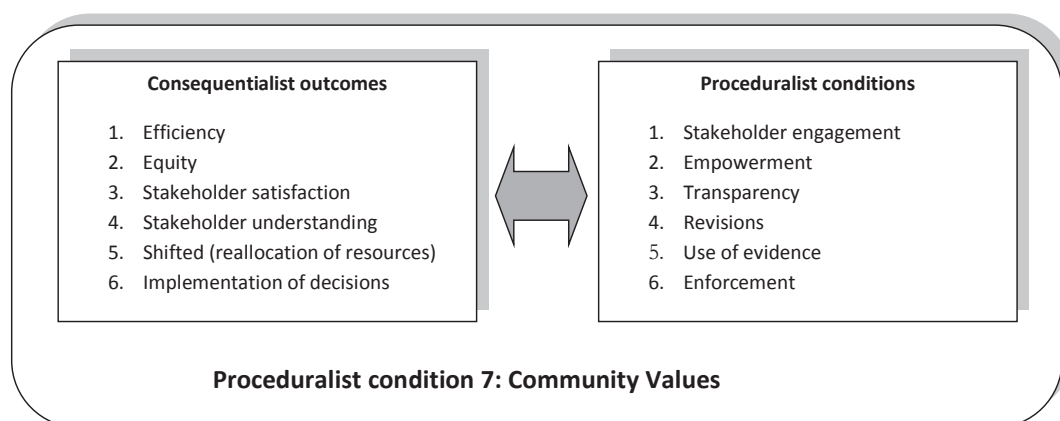 Consequentialist outcomes
1. Efficiency
2. Equity
3. Stakeholder satisfaction
4. Stakeholder understanding
5. Shifted (reallocation of resources)
6. Implementation of decisions
Proceduralist conditions
1. Stakeholder engagement
2. Empowerment
3. Transparency
4. Revisions
5. Use of evidence
6. Enforcement
Proceduralist condition 7: Community Values